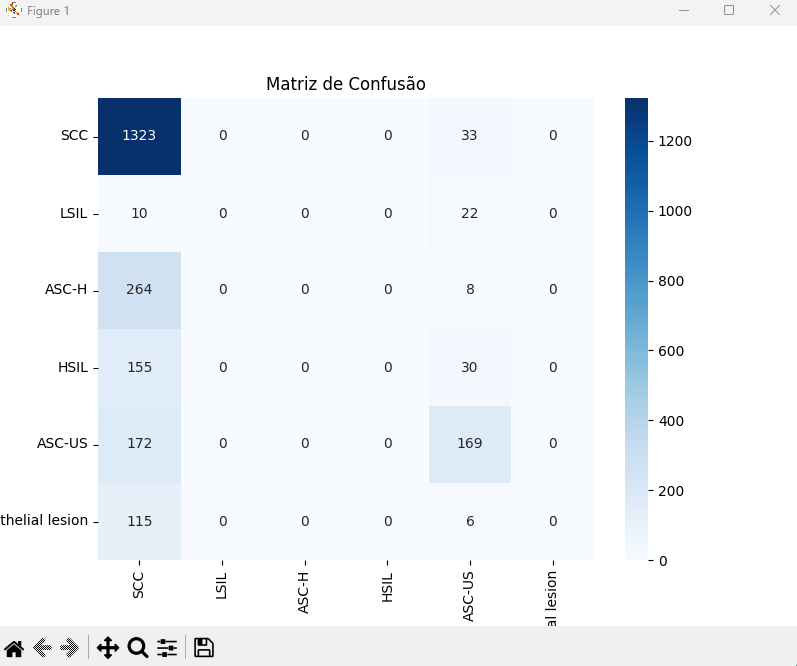 Figure 1
Matriz de Confusão
SCC 1323 0 0 0 33 0
LSIL 10 0 0 0 22 0
ASC-H 264 0 0 0 8 0
HSIL 155 0 0 0 30 0
ASC-US 172 0 0 0 169 0
thelial lesion 115 0 0 0 6 0
SCC LSIL ASC-H HSIL ASC-US al lesion
1200
1000
800
600
400
200
0